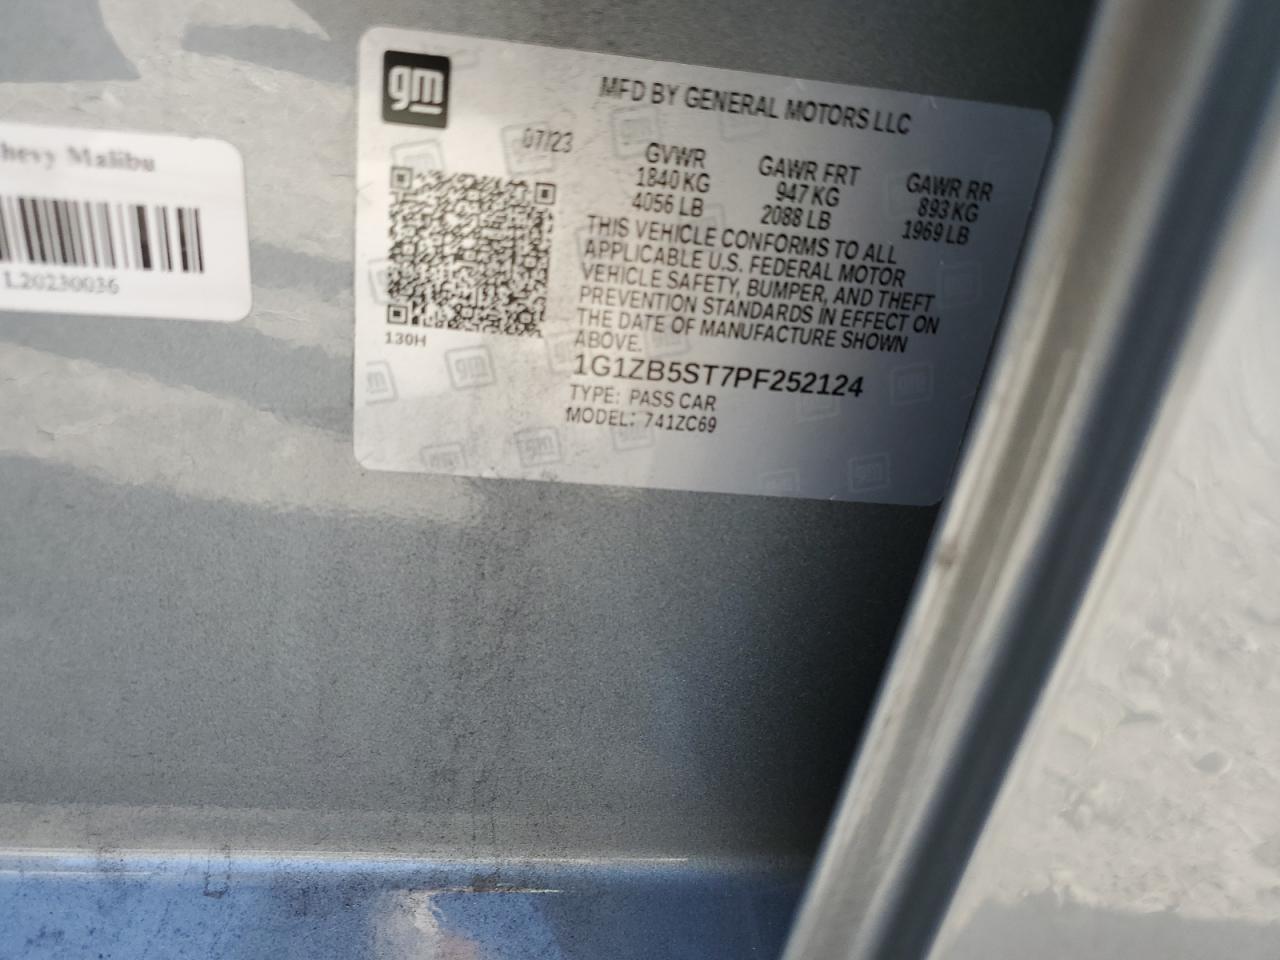 Chevy Malibu
L20230036
gm
MFD BY GENERAL MOTORS LLC
07/23
GVWR GAWR FRT GAWR RR
1840 KG 947 KG 893 KG
4056 LB 2088 LB 1969 LB
THIS VEHICLE CONFORMS TO ALL
APPLICABLE U.S. FEDERAL MOTOR
VEHICLE SAFETY, BUMPER, AND THEFT
PREVENTION STANDARDS IN EFFECT ON
THE DATE OF MANUFACTURE SHOWN
ABOVE.
130H
1G1ZB5ST7PF252124
TYPE: PASS CAR
MODEL: 741ZC69